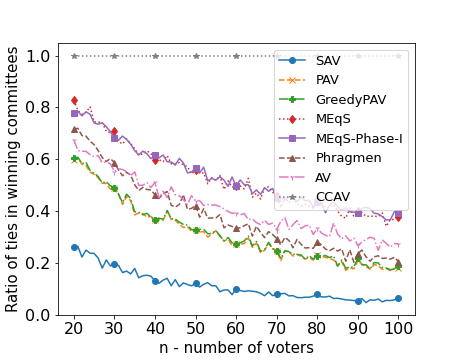 Ratio of ties in winning committees
1.0
0.8
0.6
0.4
0.2
0.0
SAV
PAV
GreedyPAV
MEqS
MEqS-Phase-I
Phragmen
AV
CCAV
20 30 40 50 60 70 80 90 100
n - number of voters